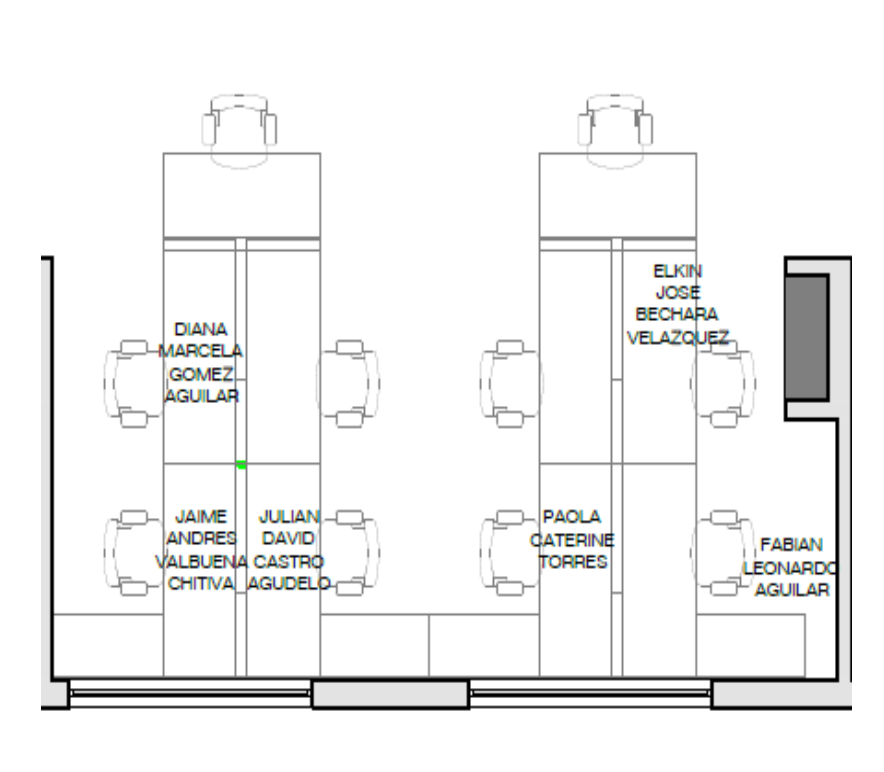 ELKIN
JOSE
BECHARA
VELAZQUEZ
DIANA
MARCELA
GOMEZ
AGUILAR
JAIME
ANDRES
VALBUENA
CHITIVA
JULIAN
DAVID
CASTRO
AGUDELO
PAOLA
CATERINE
TORRES
FABIAN
LEONARDO
AGUILAR